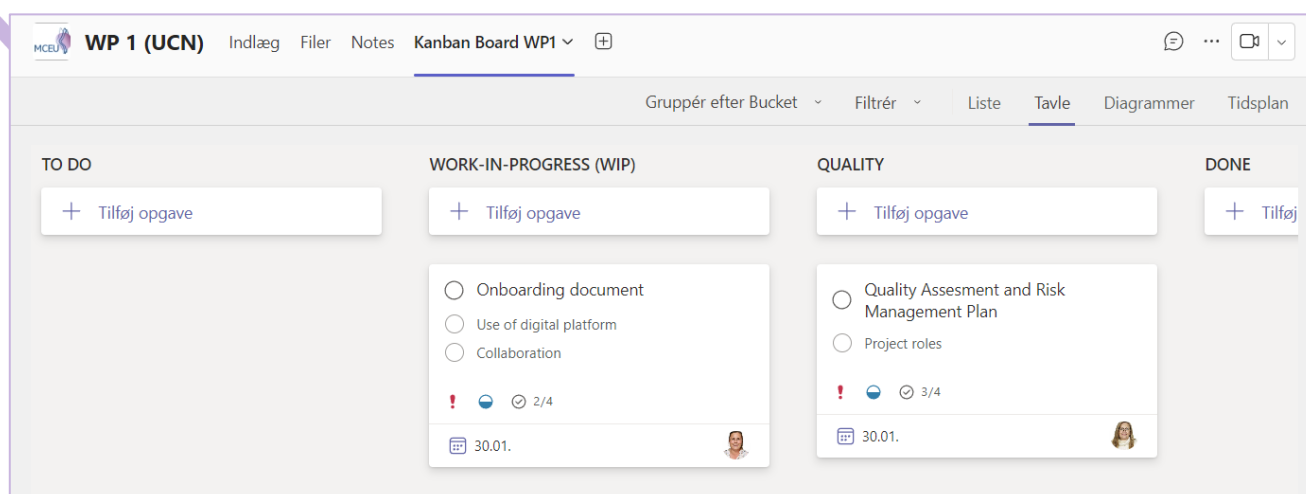 MCEU WP 1 (UCN) Indlæg Filer Notes Kanban Board WP1
Gruppér efter Bucket Filtrér Liste Tavle Diagrammer Tidsplan
TO DO
Tilføj opgave
WORK-IN-PROGRESS (WIP)
Tilføj opgave
Onboarding document
Use of digital platform
Collaboration
2/4
30.01.
QUALITY
Tilføj opgave
Quality Assesment and Risk
Management Plan
Project roles
3/4
30.01.
DONE
Tilføj